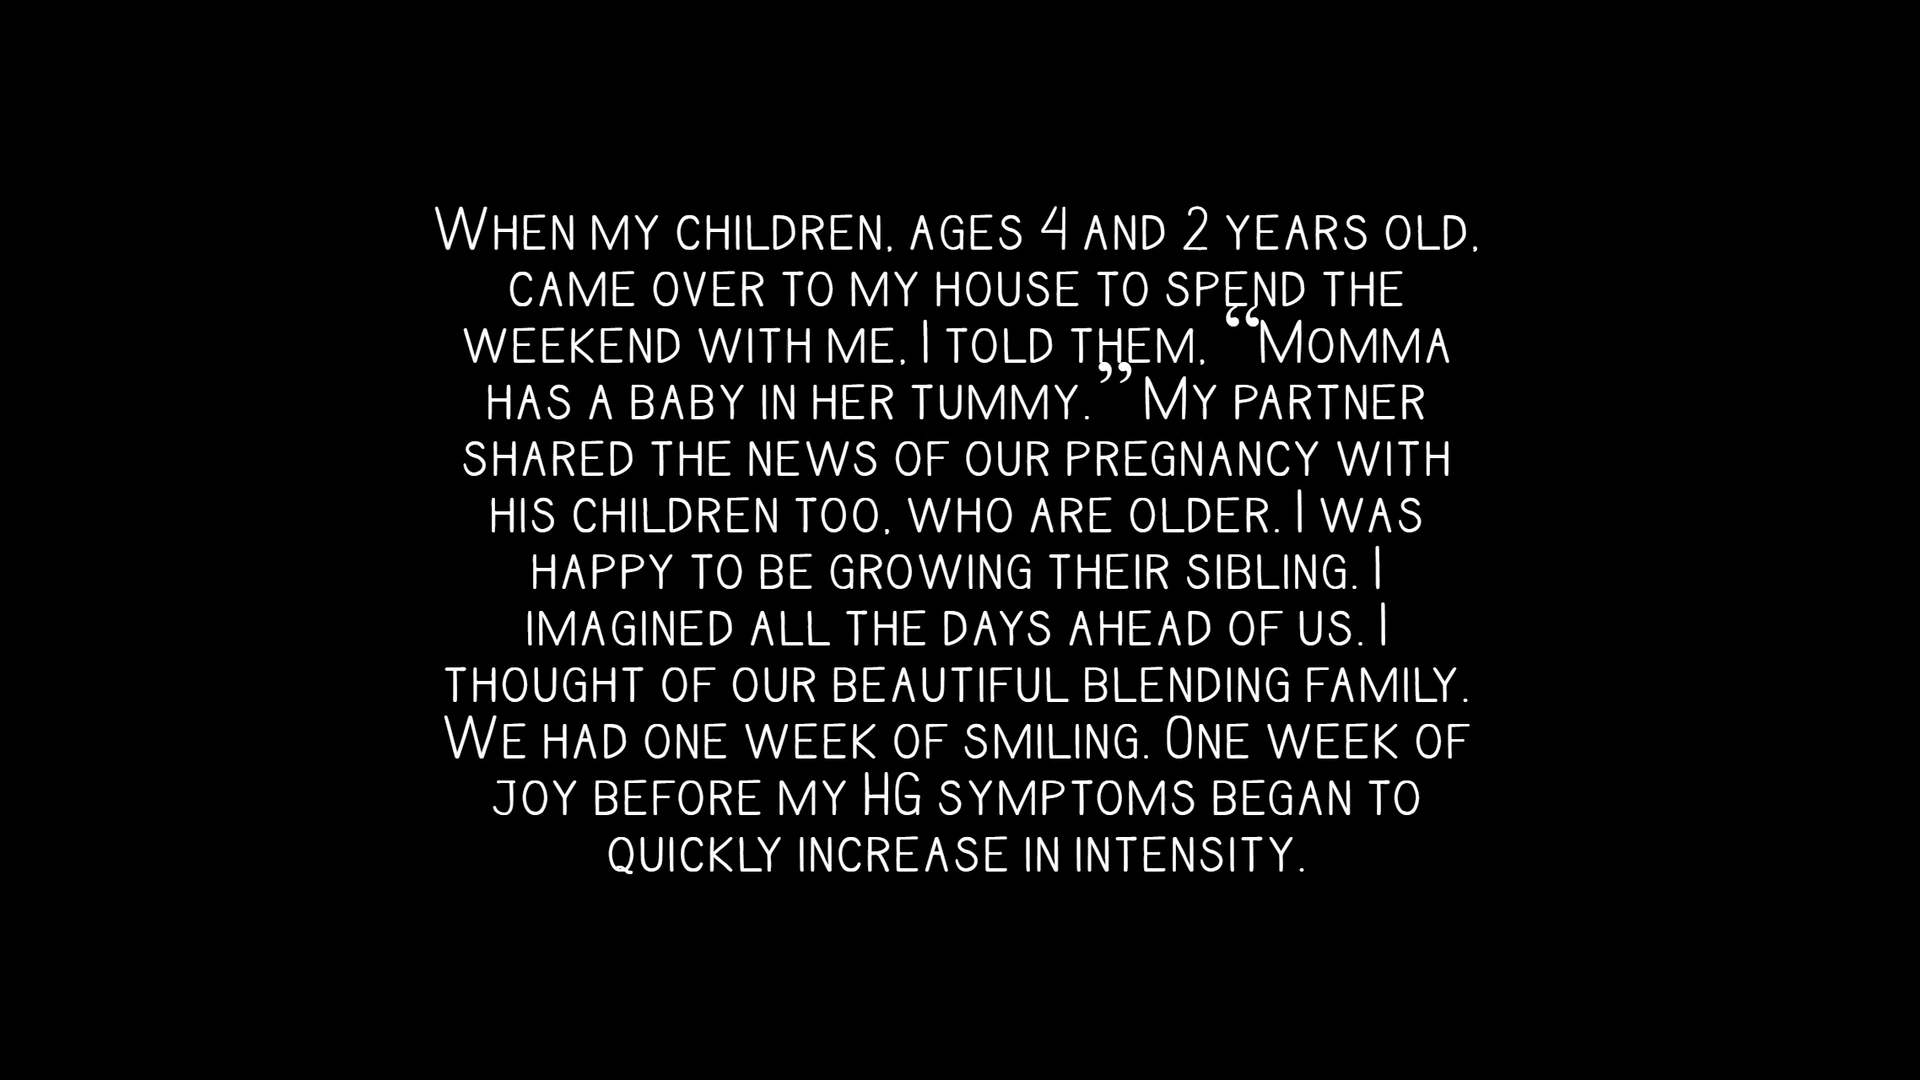 When my children, ages 4 and 2 years old,
came over to my house to spend the
weekend with me, I told them, “Momma
has a baby in her tummy.” My partner
shared the news of our pregnancy with
his children too, who are older. I was
happy to be growing their sibling. I
imagined all the days ahead of us. I
thought of our beautiful blending family.
We had one week of smiling. One week of
joy before my HG symptoms began to
quickly increase in intensity.